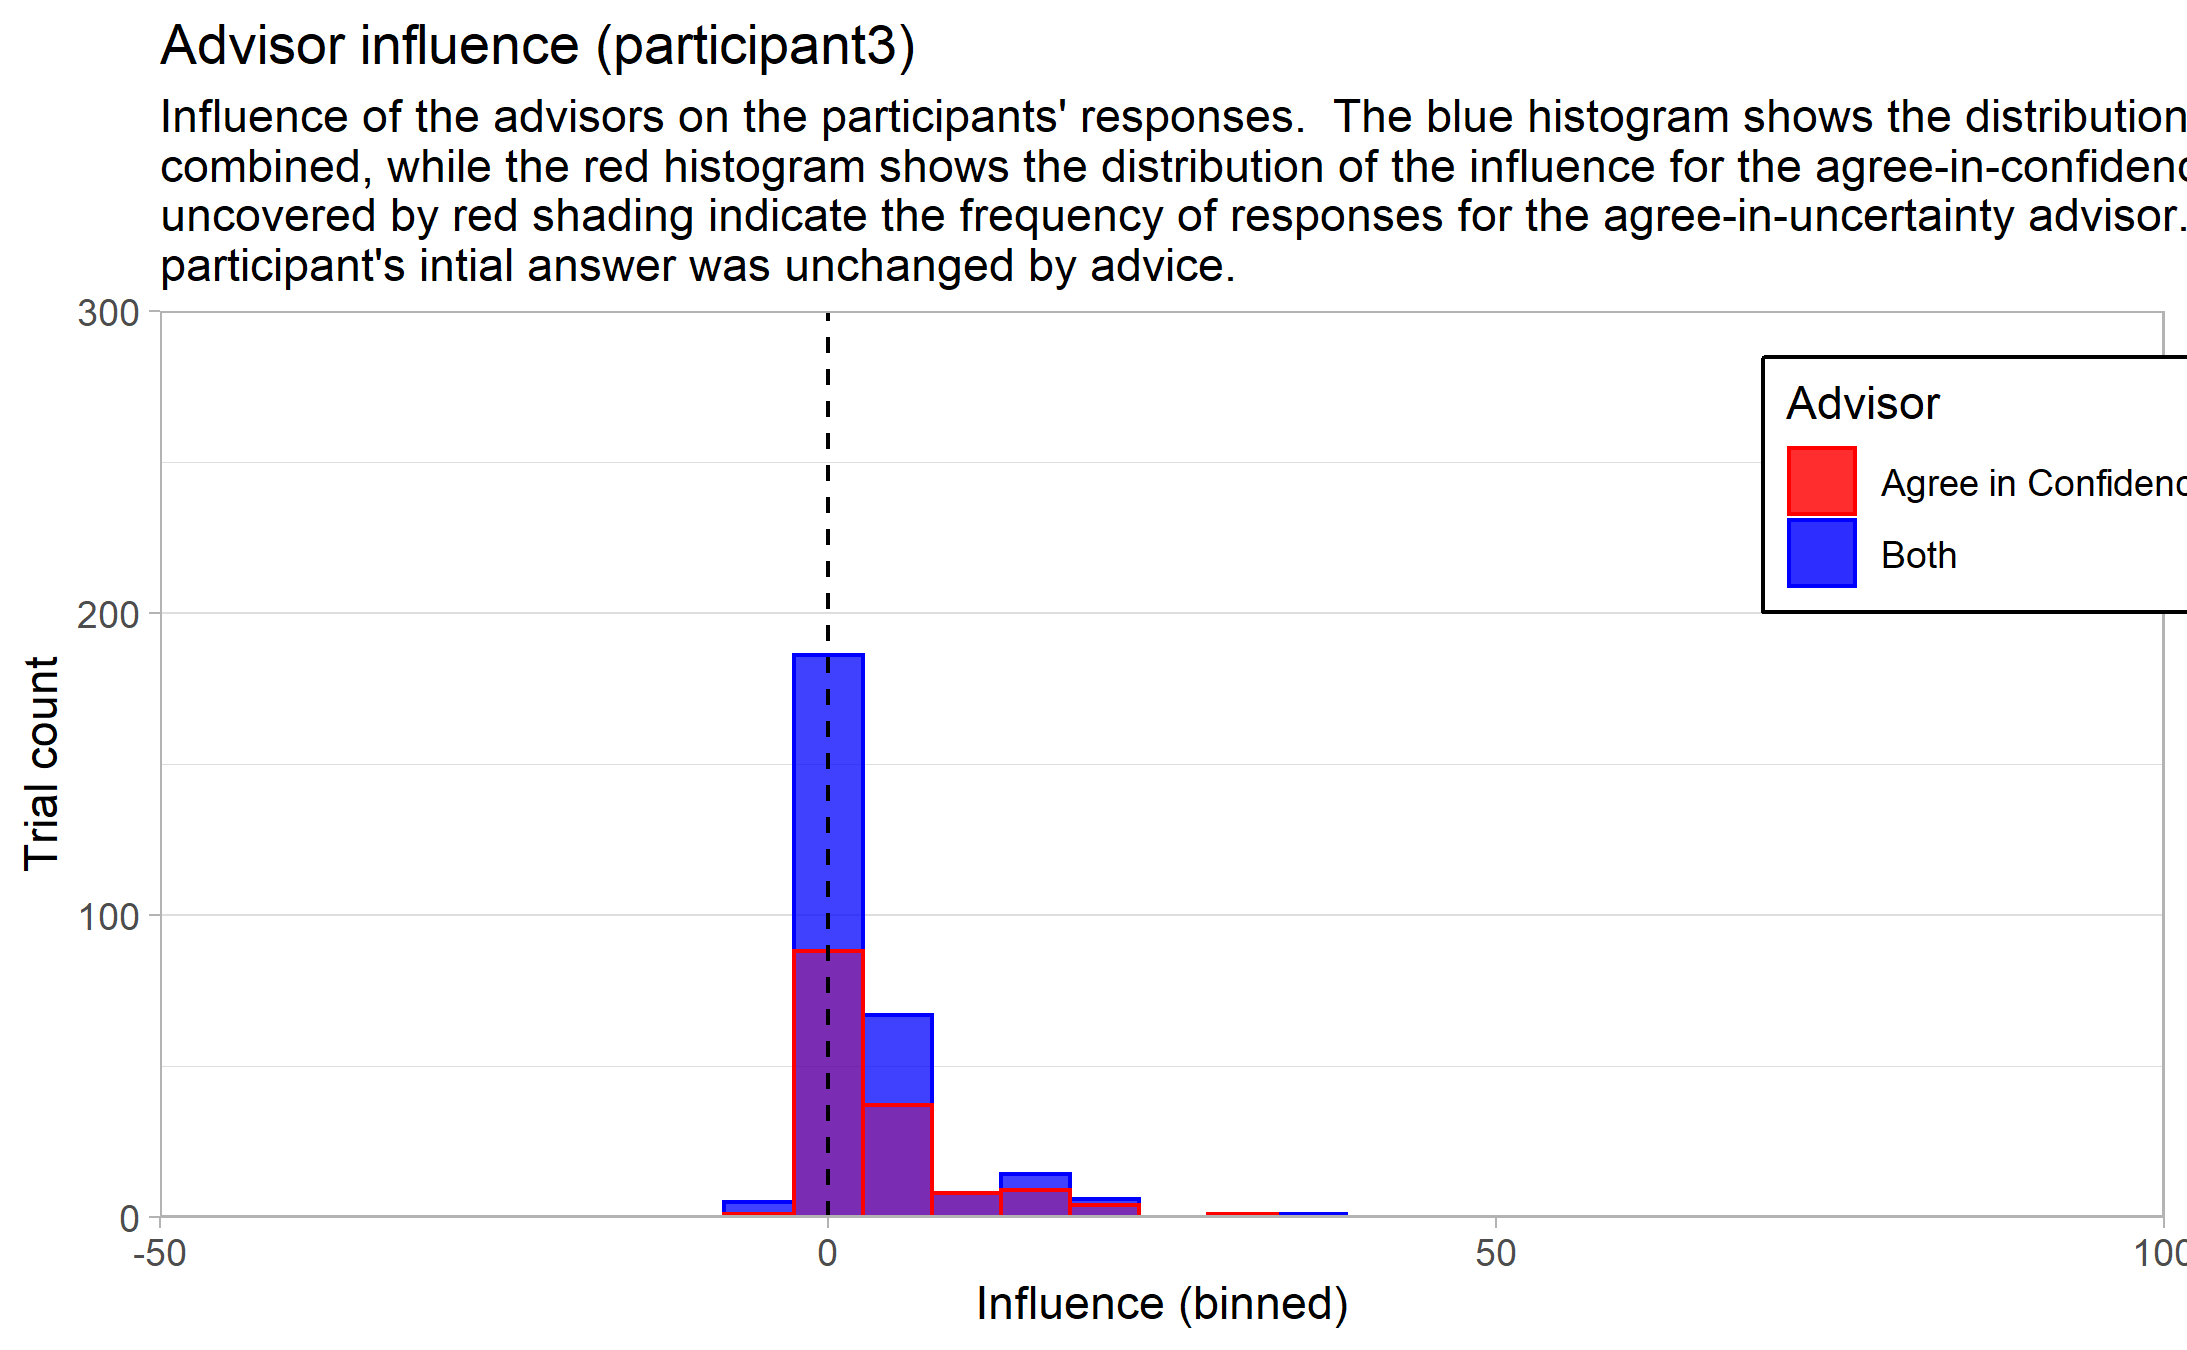 Advisor influence (participant3)
Influence of the advisors on the participants' responses.  The blue histogram shows the distribution
combined, while the red histogram shows the distribution of the influence for the agree-in-confidenc
uncovered by red shading indicate the frequency of responses for the agree-in-uncertainty advisor.
participant's intial answer was unchanged by advice.
300
200
100
0
Trial count
Advisor
Agree in Confidenc
Both
-50
0
50
100
Influence (binned)